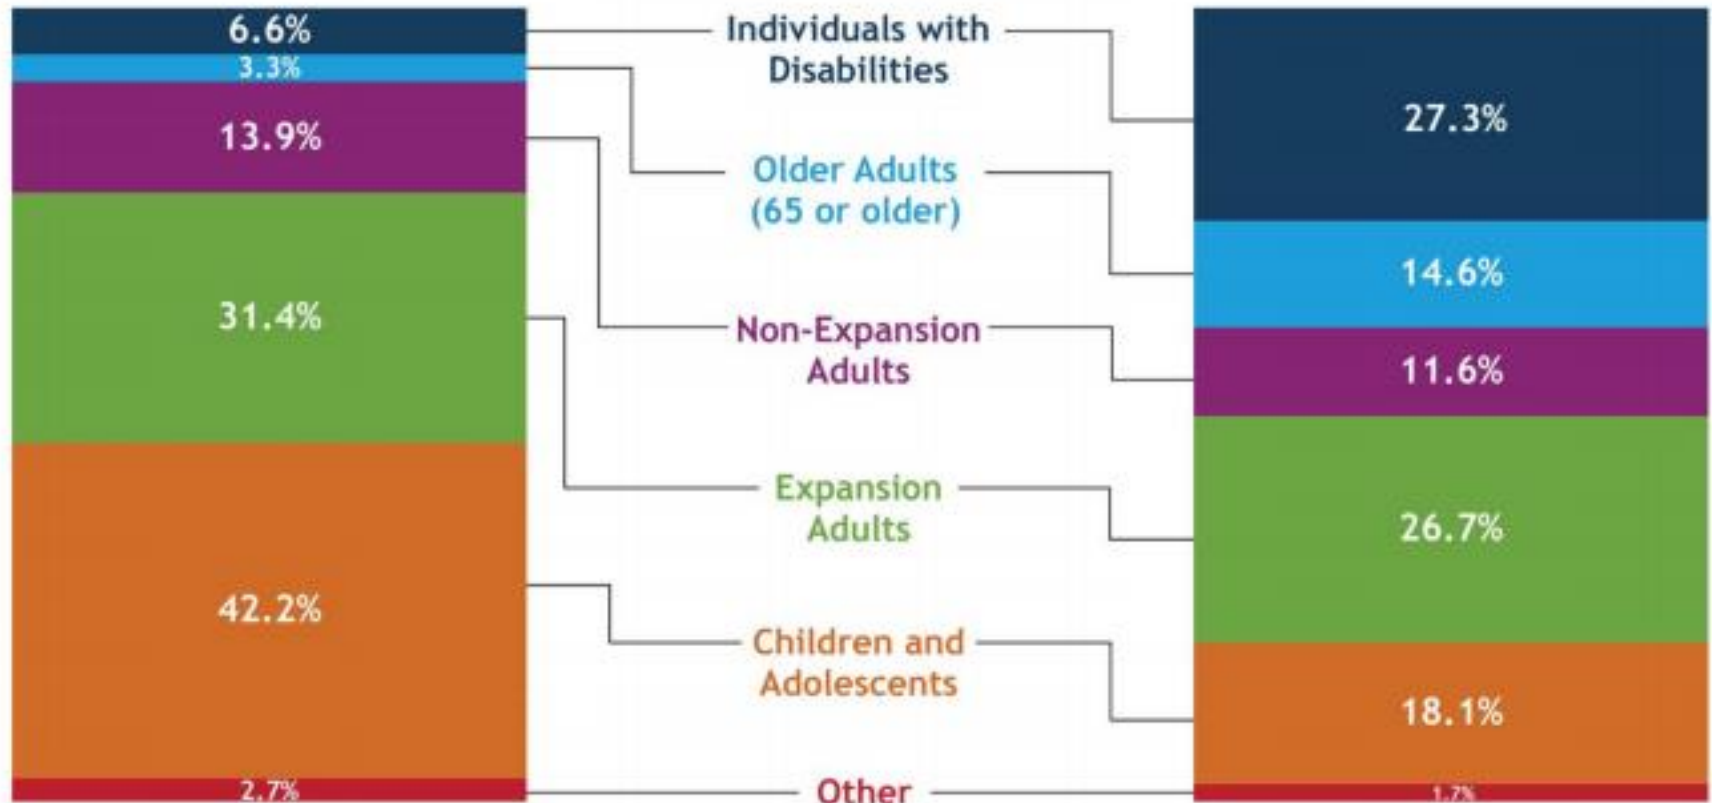 6.6%
3.3%
13.9%
31.4%
42.2%
2.7%
Individuals with
Disabilities
Older Adults
(65 or older)
Non-Expansion
Adults
Expansion
Adults
Children and
Adolescents
Other
27.3%
14.6%
11.6%
26.7%
18.1%
1.7%